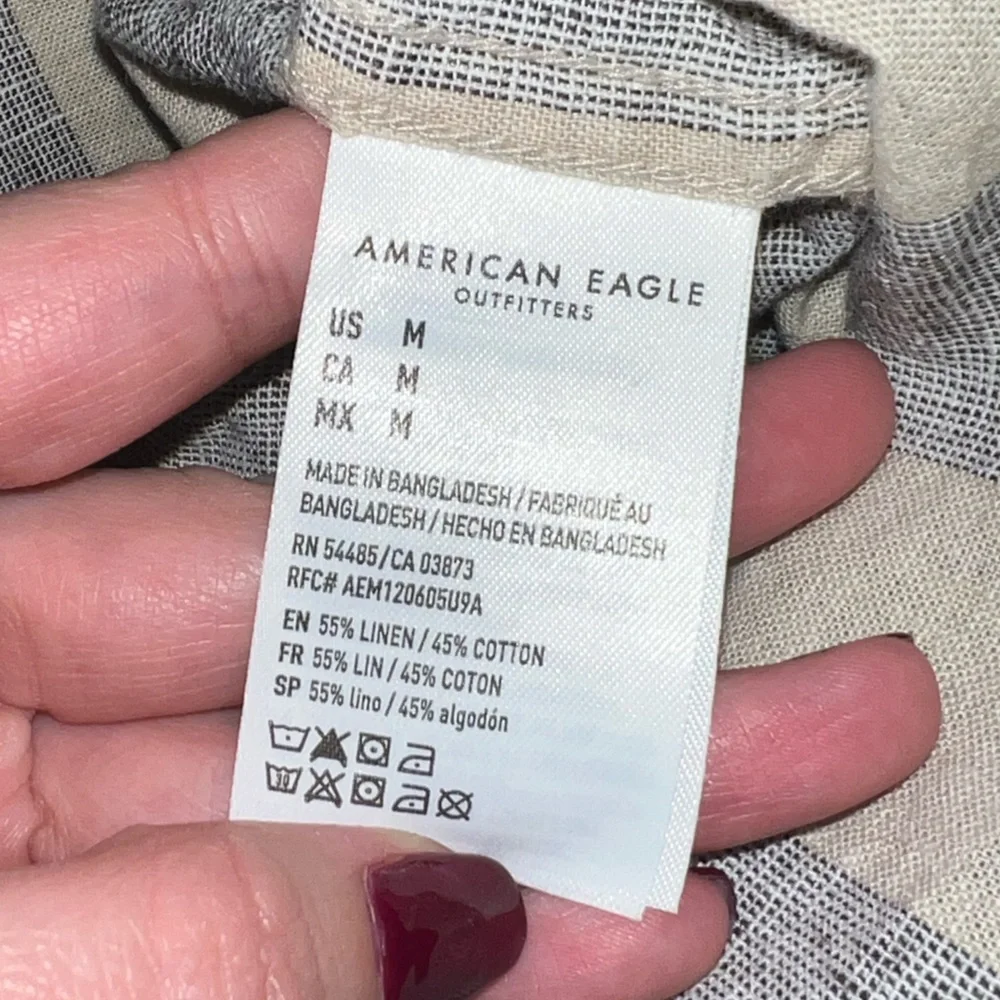 AMERICAN EAGLE
OUTFITTERS
US M
CA M
MX M
MADE IN BANGLADESH / FABRIQUÉ AU
BANGLADESH / HECHO EN BANGLADESH
RN 54485/CA 03873
RFC# AEM120605U9A
EN 55% LINEN / 45% COTTON
FR 55% LIN / 45% COTON
SP 55% lino / 45% algodón
30